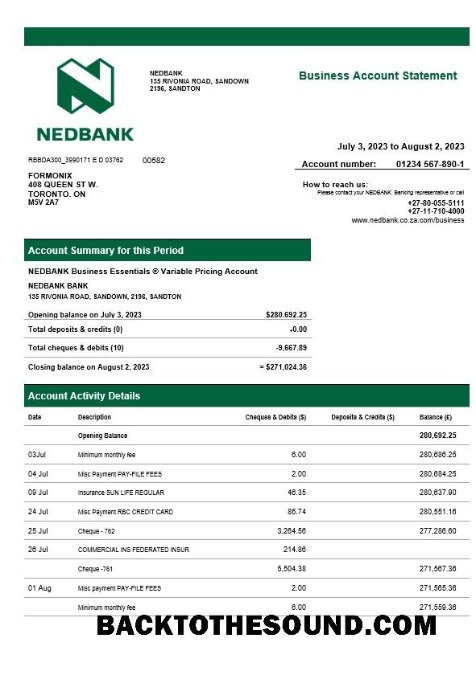 NEDBANK
NEDBANK
135 RIVONIA ROAD, SANDOWN
2196, SANDTON
Business Account Statement
July 3, 2023 to August 2, 2023
RBBDA300_3990171 E D 03762 00582
Account number: 01234 567-890-1
FORMONIX
408 QUEEN ST W.
TORONTO. ON
M5V 2A7
How to reach us:
Please contact your NEDBANK Banking representative or call
+27-80-055-5111
+27-11-710-4000
www.nedbank.co.za.com/business
Account Summary for this Period
NEDBANK Business Essentials ® Variable Pricing Account
NEDBANK BANK
135 RIVONIA ROAD, SANDOWN, 2196, SANDTON
Opening balance on July 3, 2023 $280.692.25
Total deposits & credits (0) -0.00
Total cheques & debits (10) -9,667.89
Closing balance on August 2, 2023 = $271,024.36
Account Activity Details
Date Description Cheques & Debits ($) Deposits & Credits ($) Balance (£)
Opening Balance 280,692.25
03Jul Minimum monthly fee 6.00 280,686.25
04 Jul Misc Payment PAY-FILE FEES 2.00 280,684.25
09 Jul Insurance SUN LIFE REGULAR 46.35 280,637.90
24 Jul Misc Payment RBC CREDIT CARD 86.74 280,551.16
25 Jul Cheque - 762 3,264.56 277,286.60
26 Jul COMMERCIAL INS FEDERATED INSUR 214.86
Cheque -761 5,504.38 271,567.36
01 Aug Misc payment PAY-FILE FEES 2.00 271,565.36
Minimum monthly fee 6.00 271,559.36
BACKTOTHESOUND.COM